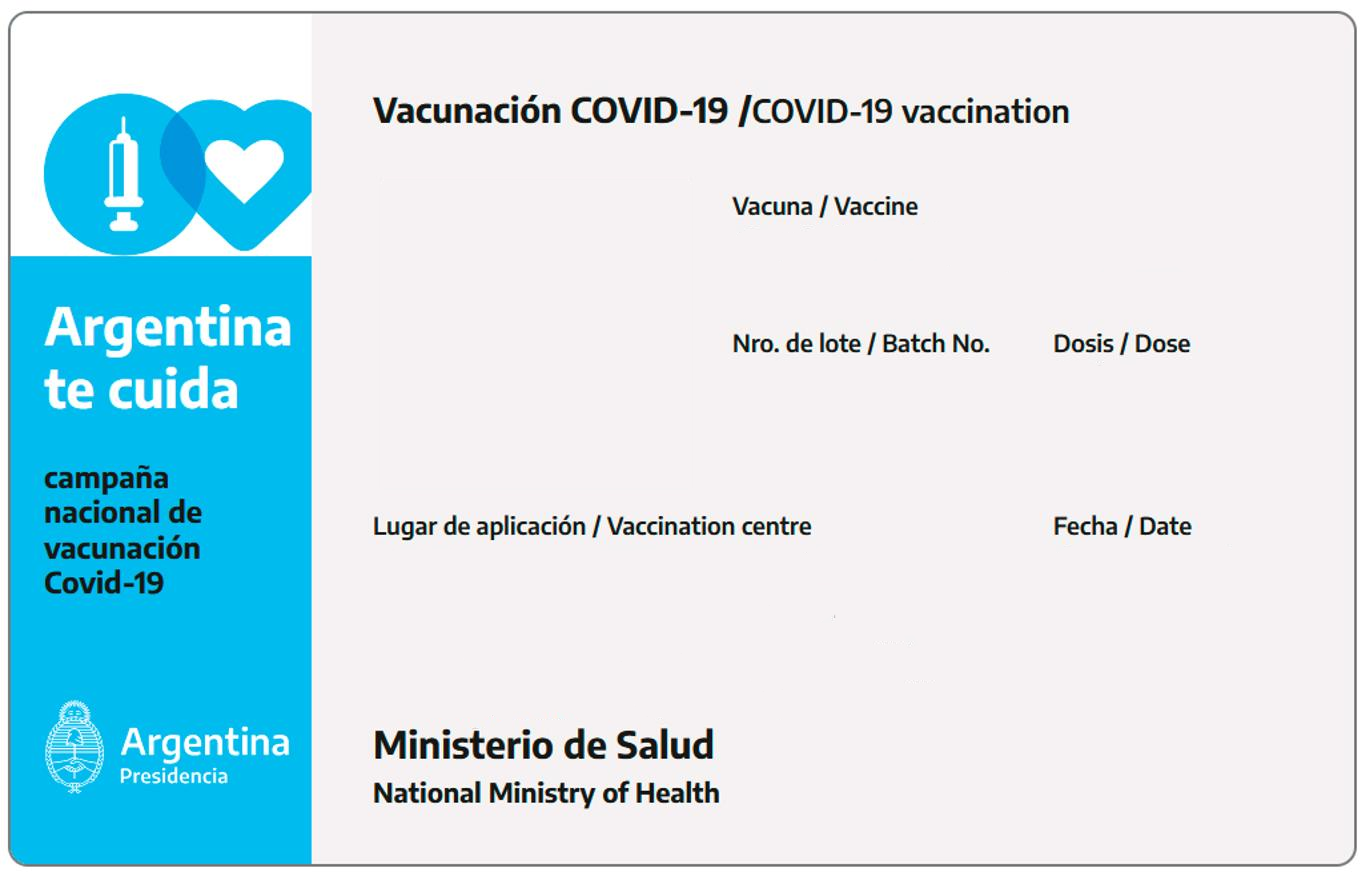 Vacunación COVID-19 /COVID-19 vaccination
Vacuna / Vaccine
Nro. de lote / Batch No.
Dosis / Dose
Lugar de aplicación / Vaccination centre
Fecha / Date
Ministerio de Salud
National Ministry of Health
Argentina
te cuida
campaña
nacional de
vacunación
Covid-19
Argentina
Presidencia